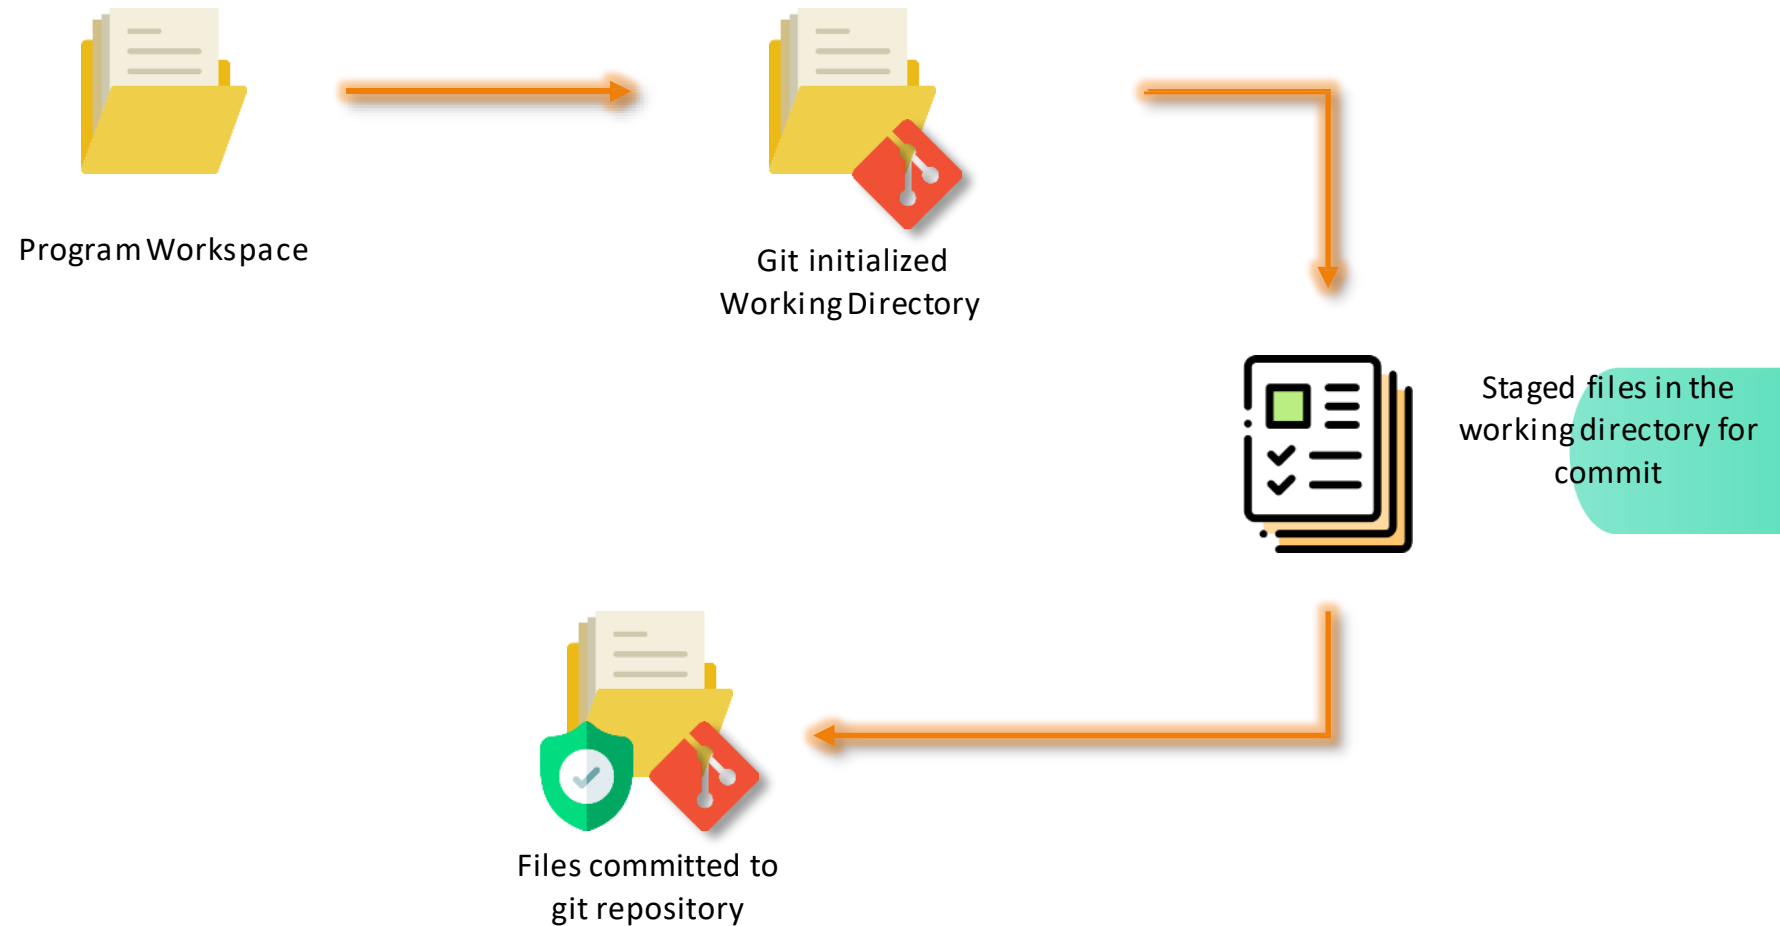 Program Workspace
Git initialized
Working Directory
Staged files in the
working directory for
commit
Files committed to
git repository